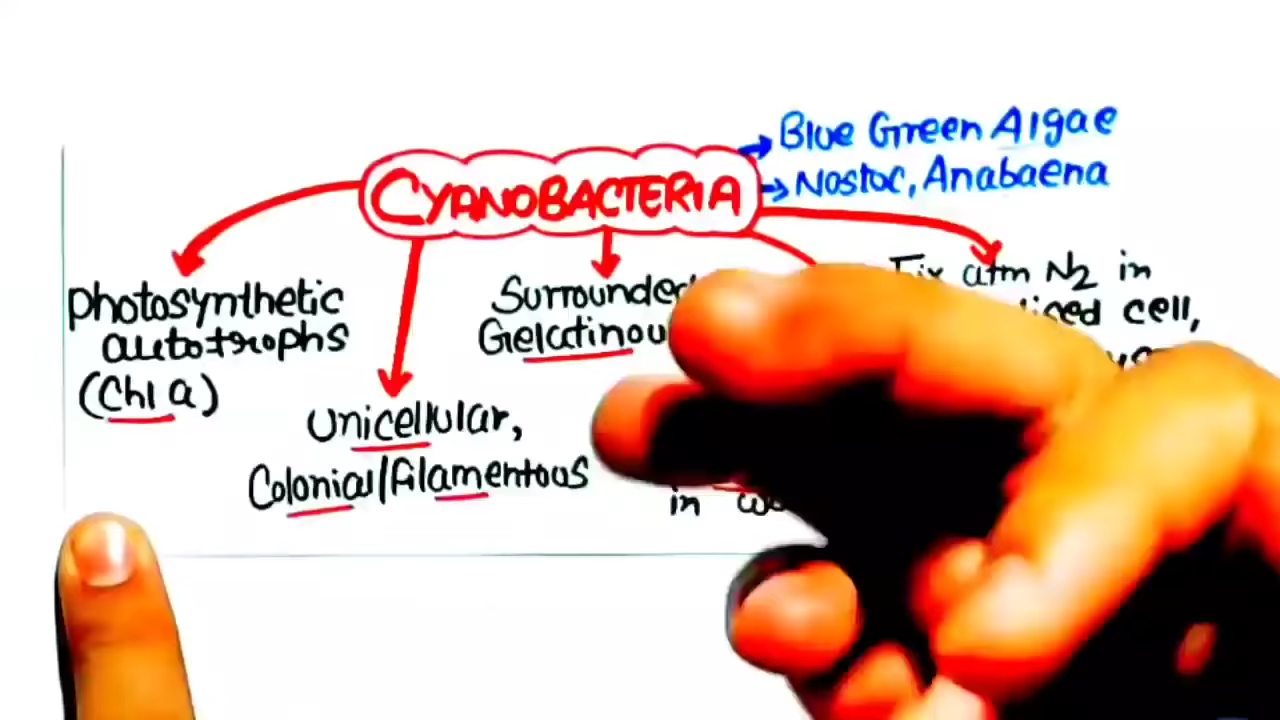 Blue Green Algae
Nostoc, Anabaena
CYANOBACTERIA
Photosynthetic
autotrophs
(Chl a)
Unicellular,
Colonial/Filamentous
Surrounded
Gelatinou
Fix atm N2 in
cell,
in